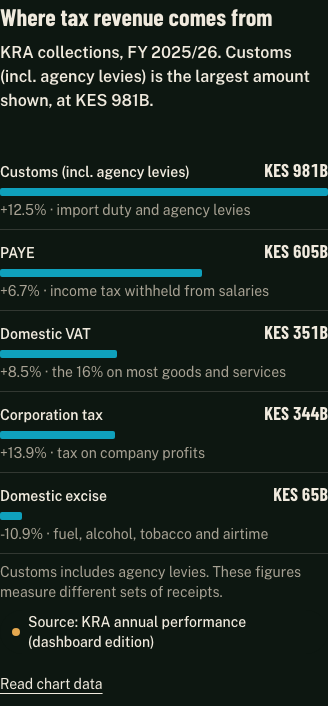 Where tax revenue comes from
KRA collections, FY 2025/26. Customs
(incl. agency levies) is the largest amount
shown, at KES 981B.
Customs (incl. agency levies) KES 981B
+12.5% · import duty and agency levies
PAYE KES 605B
+6.7% · income tax withheld from salaries
Domestic VAT KES 351B
+8.5% · the 16% on most goods and services
Corporation tax KES 344B
+13.9% · tax on company profits
Domestic excise KES 65B
-10.9% · fuel, alcohol, tobacco and airtime
Customs includes agency levies. These figures
measure different sets of receipts.
Source: KRA annual performance
(dashboard edition)
Read chart data